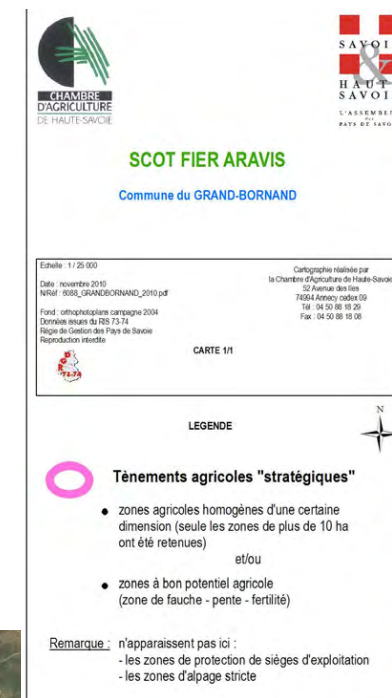 CHAMBRE
D'AGRICULTURE
DE HAUTE-SAVOIE
SAVOI
&
HAUT
SAVOI
L'ASSEMBL
DES
PAYS DE SAVO
SCOT FIER ARAVIS
Commune du GRAND-BORNAND
Echelle : 1 / 25 000
Date : novembre 2010
N/Réf : 6088_GRANDBORNAND_2010.pdf
Fond : orthophotoplans campagne 2004
Données issues du RIS 73-74
Régie de Gestion des Pays de Savoie
Reproduction interdite
Cartographie réalisée par
la Chambre d'Agriculture de Haute-Savoie
52 Avenue des Iles
74994 Annecy cedex 09
Tél : 04 50 88 18 29
Fax : 04 50 88 18 08
CARTE 1/1
73-74
LEGENDE
N
Tènements agricoles "stratégiques"
● zones agricoles homogènes d'une certaine
dimension (seule les zones de plus de 10 ha
ont été retenues)
et/ou
● zones à bon potentiel agricole
(zone de fauche - pente - fertilité)
Remarque : n'apparaissent pas ici :
- les zones de protection de sièges d'exploitation
- les zones d'alpage stricte